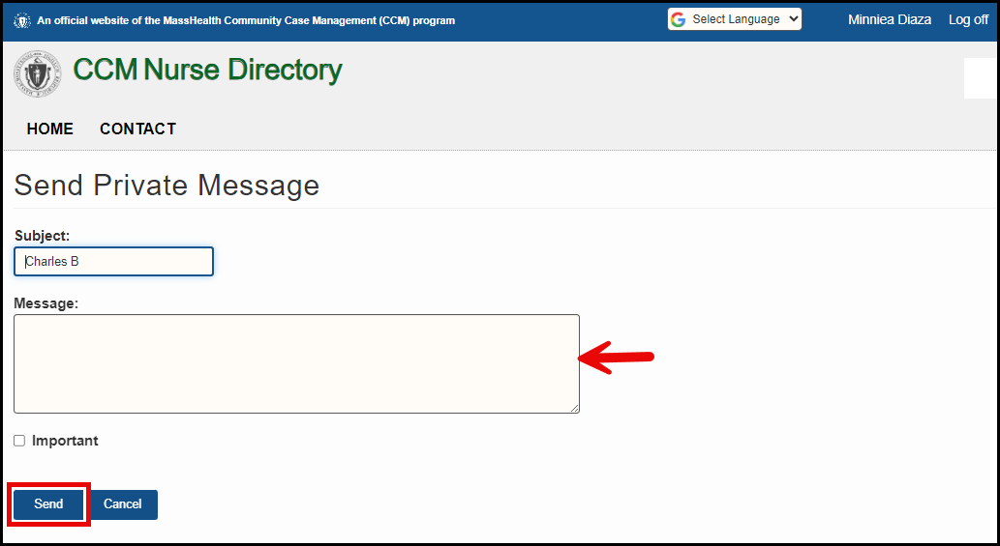 An official website of the MassHealth Community Case Management (CCM) program
Select Language
Minniea Diaza
Log off
CCM Nurse Directory
HOME
CONTACT
Send Private Message
Subject:
Charles B
Message:
Important
Send
Cancel